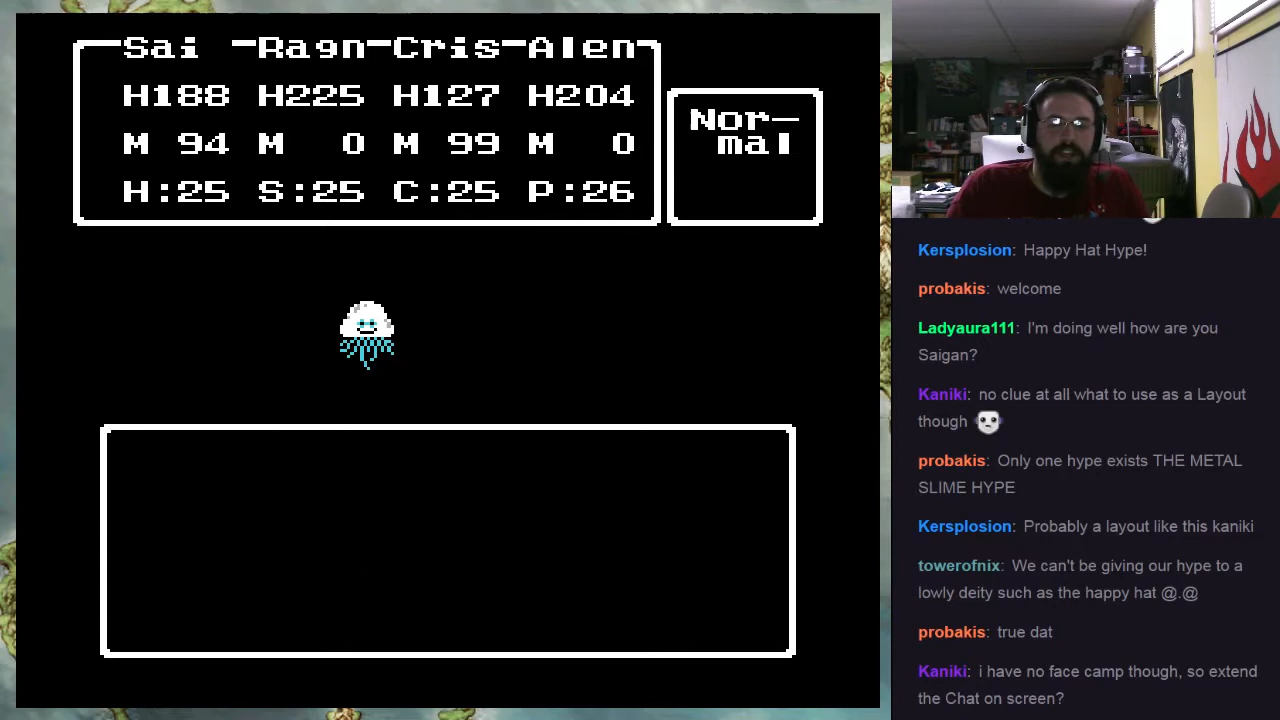 Sai Ragn Cris Alen
H188 H225 H127 H204
M 94 M 0 M 99 M 0
H:25 S:25 C:25 P:26
Nor-
mal
Kersplosion: Happy Hat Hype!
probakis: welcome
Ladyaura111: I'm doing well how are you
Saigan?
Kaniki: no clue at all what to use as a Layout
though
probakis: Only one hype exists THE METAL
SLIME HYPE
Kersplosion: Probably a layout like this kaniki
towerofnix: We can't be giving our hype to a
lowly deity such as the happy hat @.@
probakis: true dat
Kaniki: i have no face camp though, so extend
the Chat on screen?